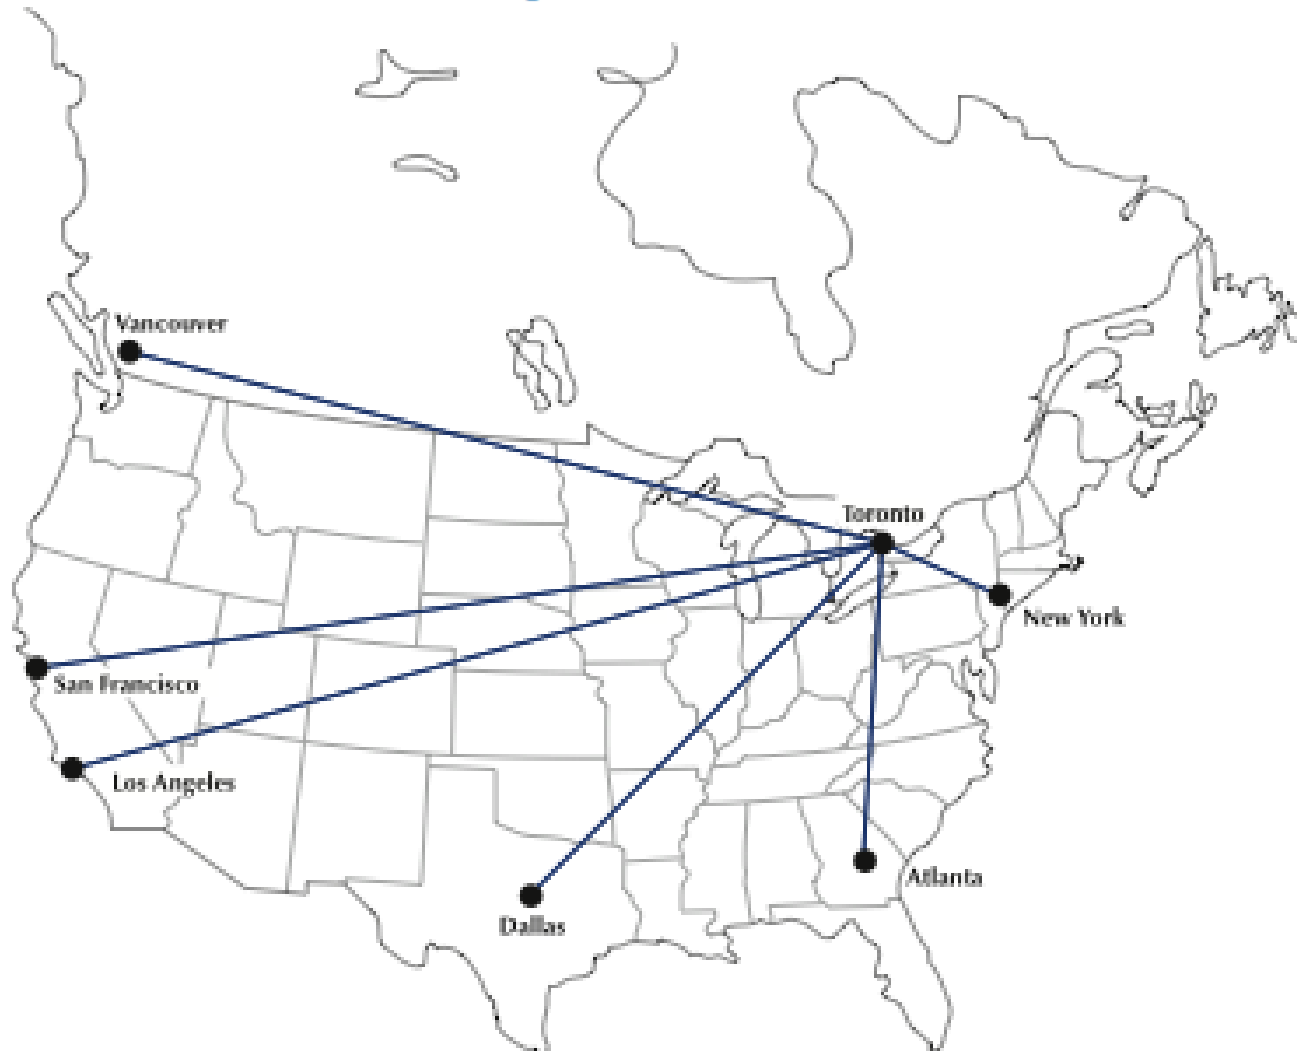 Vancouver
Toronto
New York
San Francisco
Los Angeles
Atlanta
Dallas